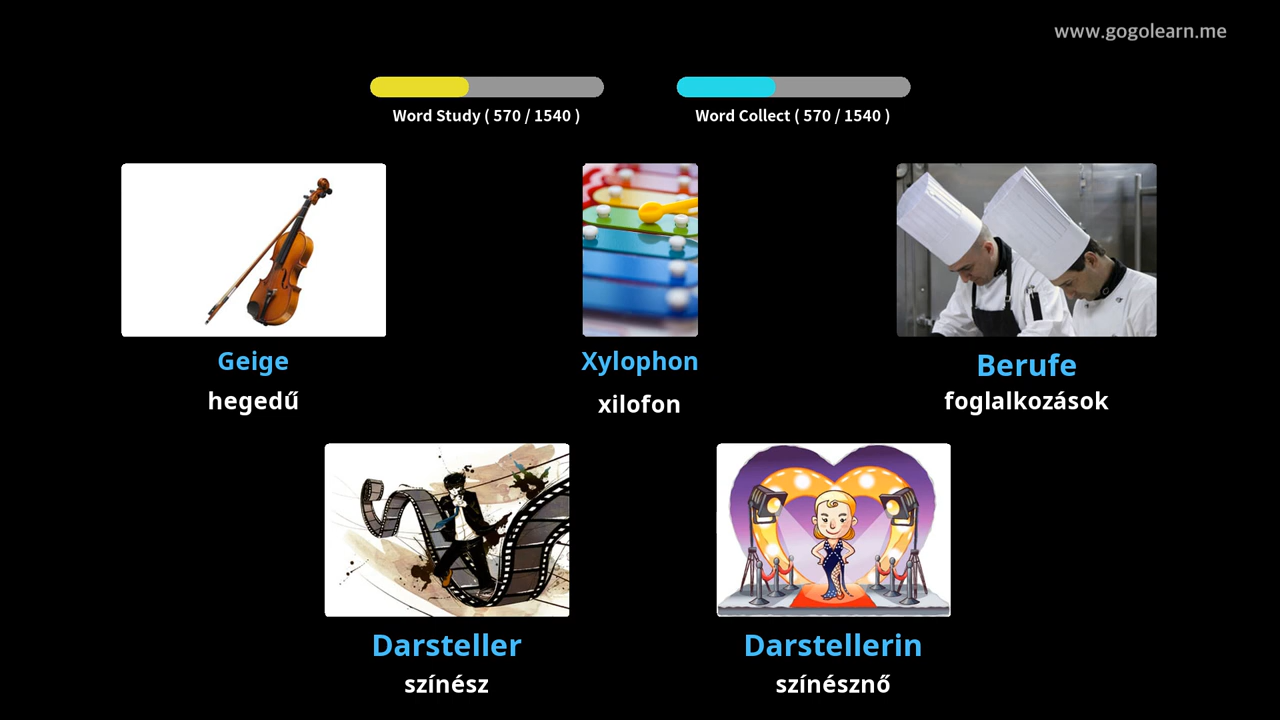 www.gogolearn.me
Word Study ( 570 / 1540 )
Word Collect ( 570 / 1540 )
Geige
hegedű
Xylophon
xilofon
Berufe
foglalkozások
Darsteller
színész
Darstellerin
színésznő